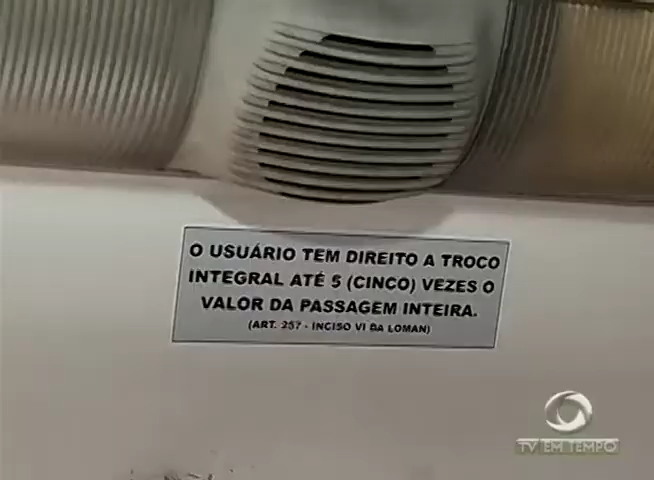 O USUÁRIO TEM DIREITO A TROCO
INTEGRAL ATÉ 5 (CINCO) VEZES O
VALOR DA PASSAGEM INTEIRA.
(ART. 257 - INCISO VI DA LOMAN)
TV EM TEMPO